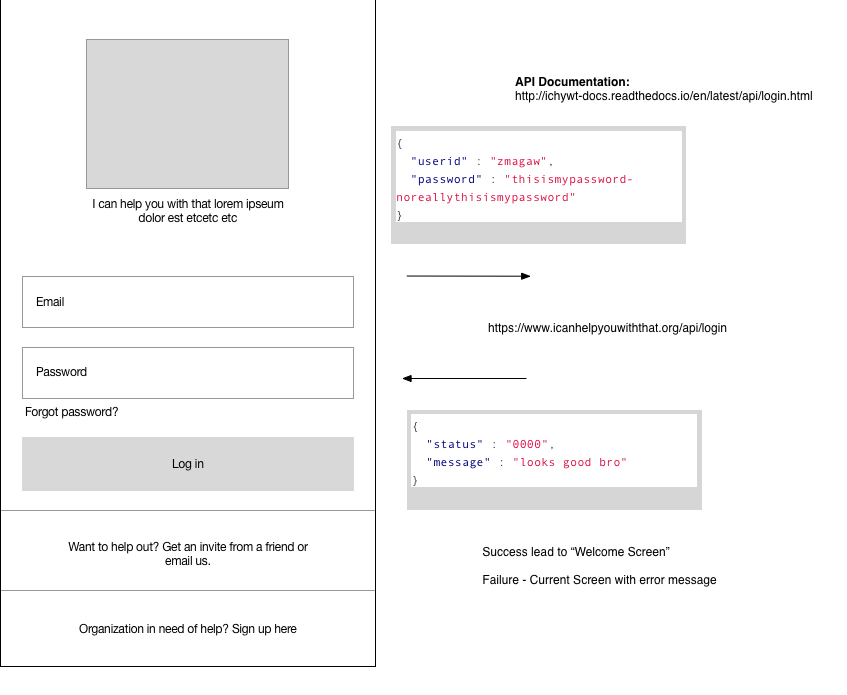 I can help you with that lorem ipsum
dolor est etcetc etc
Email
Password
Forgot password?
Log in
Want to help out? Get an invite from a friend or
email us.
Organization in need of help? Sign up here
API Documentation:
http://ichywt-docs.readthedocs.io/en/latest/api/login.html
{
"userid" : "zmagaw",
"password" : "thisismypassword-
noreallythisismypassword"
}
https://www.icanhelpyouwiththat.org/api/login
{
"status" : "0000",
"message" : "looks good bro"
}
Success lead to “Welcome Screen”
Failure - Current Screen with error message